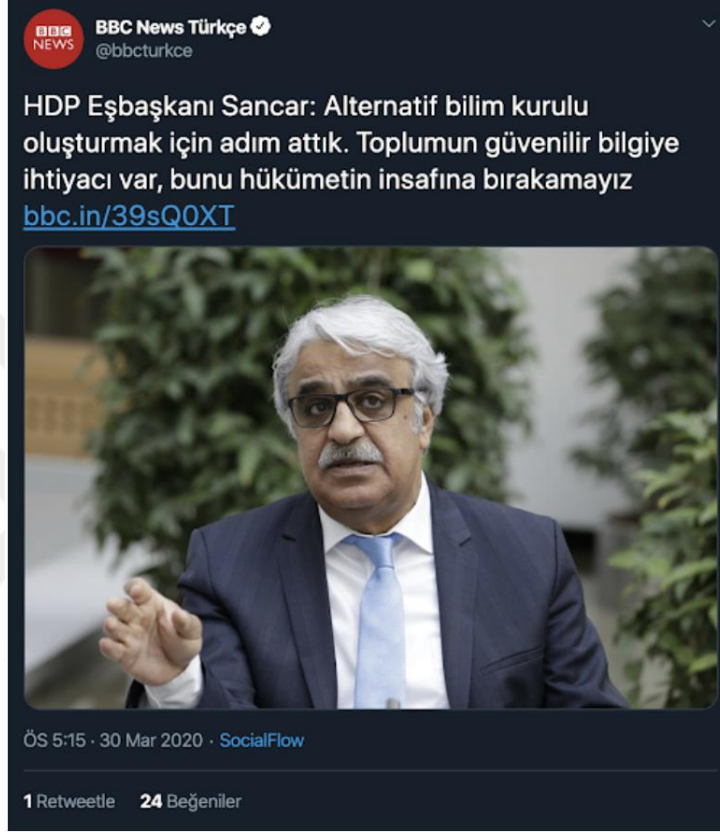 BBC
NEWS
BBC News Türkçe
@bbcturkce
HDP Eşbaşkanı Sancar: Alternatif bilim kurulu
oluşturmak için adım attık. Toplumun güvenilir bilgiye
ihtiyacı var, bunu hükümetin insafına bırakamayız
bbc.in/39sQ0XT
ÖS 5:15 · 30 Mar 2020 · SocialFlow
1 Retweetle 24 Beğeniler